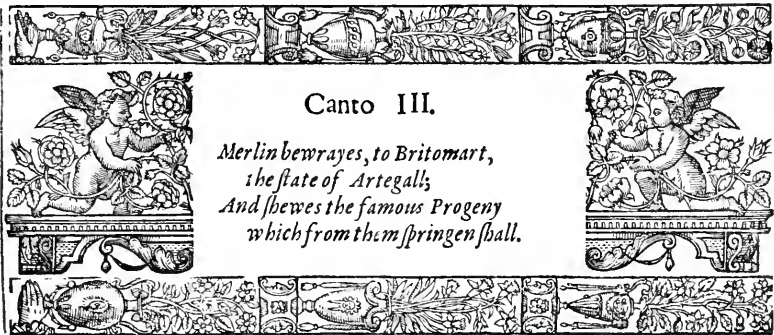 Canto III.
Merlin bewrayes, to Britomart,
the ſtate of Artegall;
And ſhewes the famous Progeny
which from them ſpringen ſhall.